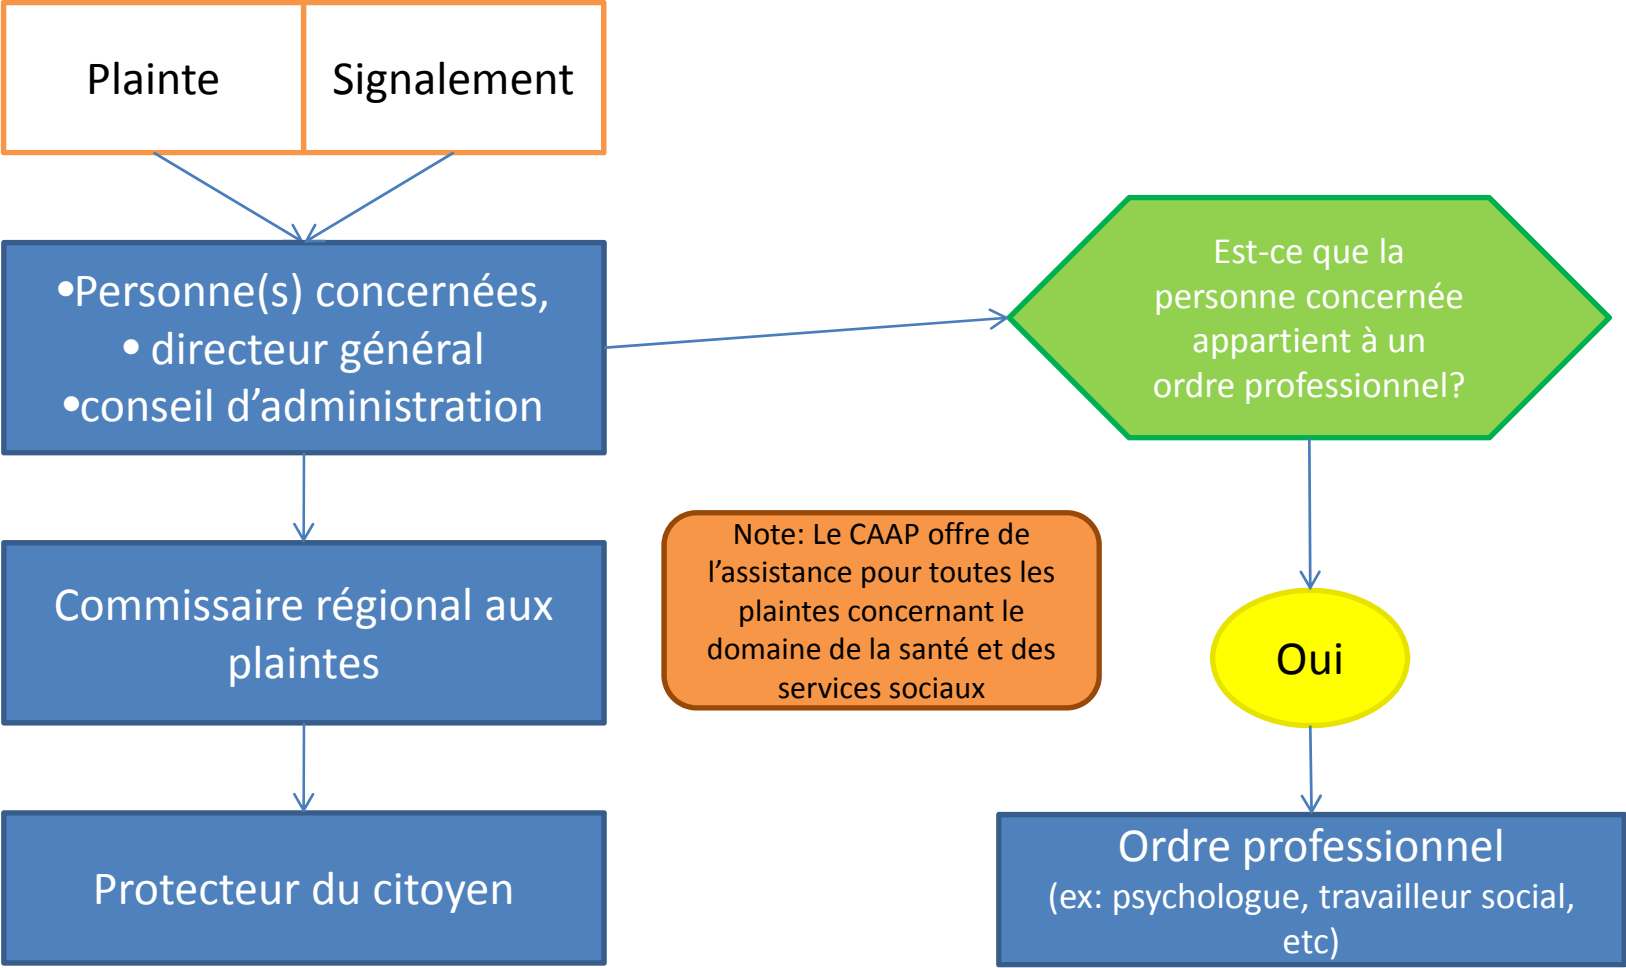 Plainte
Signalement
•Personne(s) concernées,
• directeur général
•conseil d’administration
Est-ce que la
personne concernée
appartient à un
ordre professionnel?
Commissaire régional aux
plaintes
Note: Le CAAP offre de
l’assistance pour toutes les
plaintes concernant le
domaine de la santé et des
services sociaux
Oui
Protecteur du citoyen
Ordre professionnel
(ex: psychologue, travailleur social,
etc)